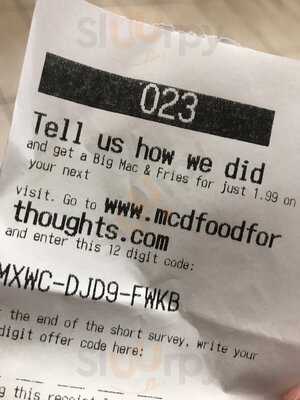 sluurpy
023
Tell us how we did
and get a Big Mac & Fries for just 1.99 on
your next
visit. Go to www.mcdfoodfor
thoughts.com
and enter this 12 digit code:
MXWC-DJD9-FWKB
the end of the short survey, write your
digit offer code here:
this